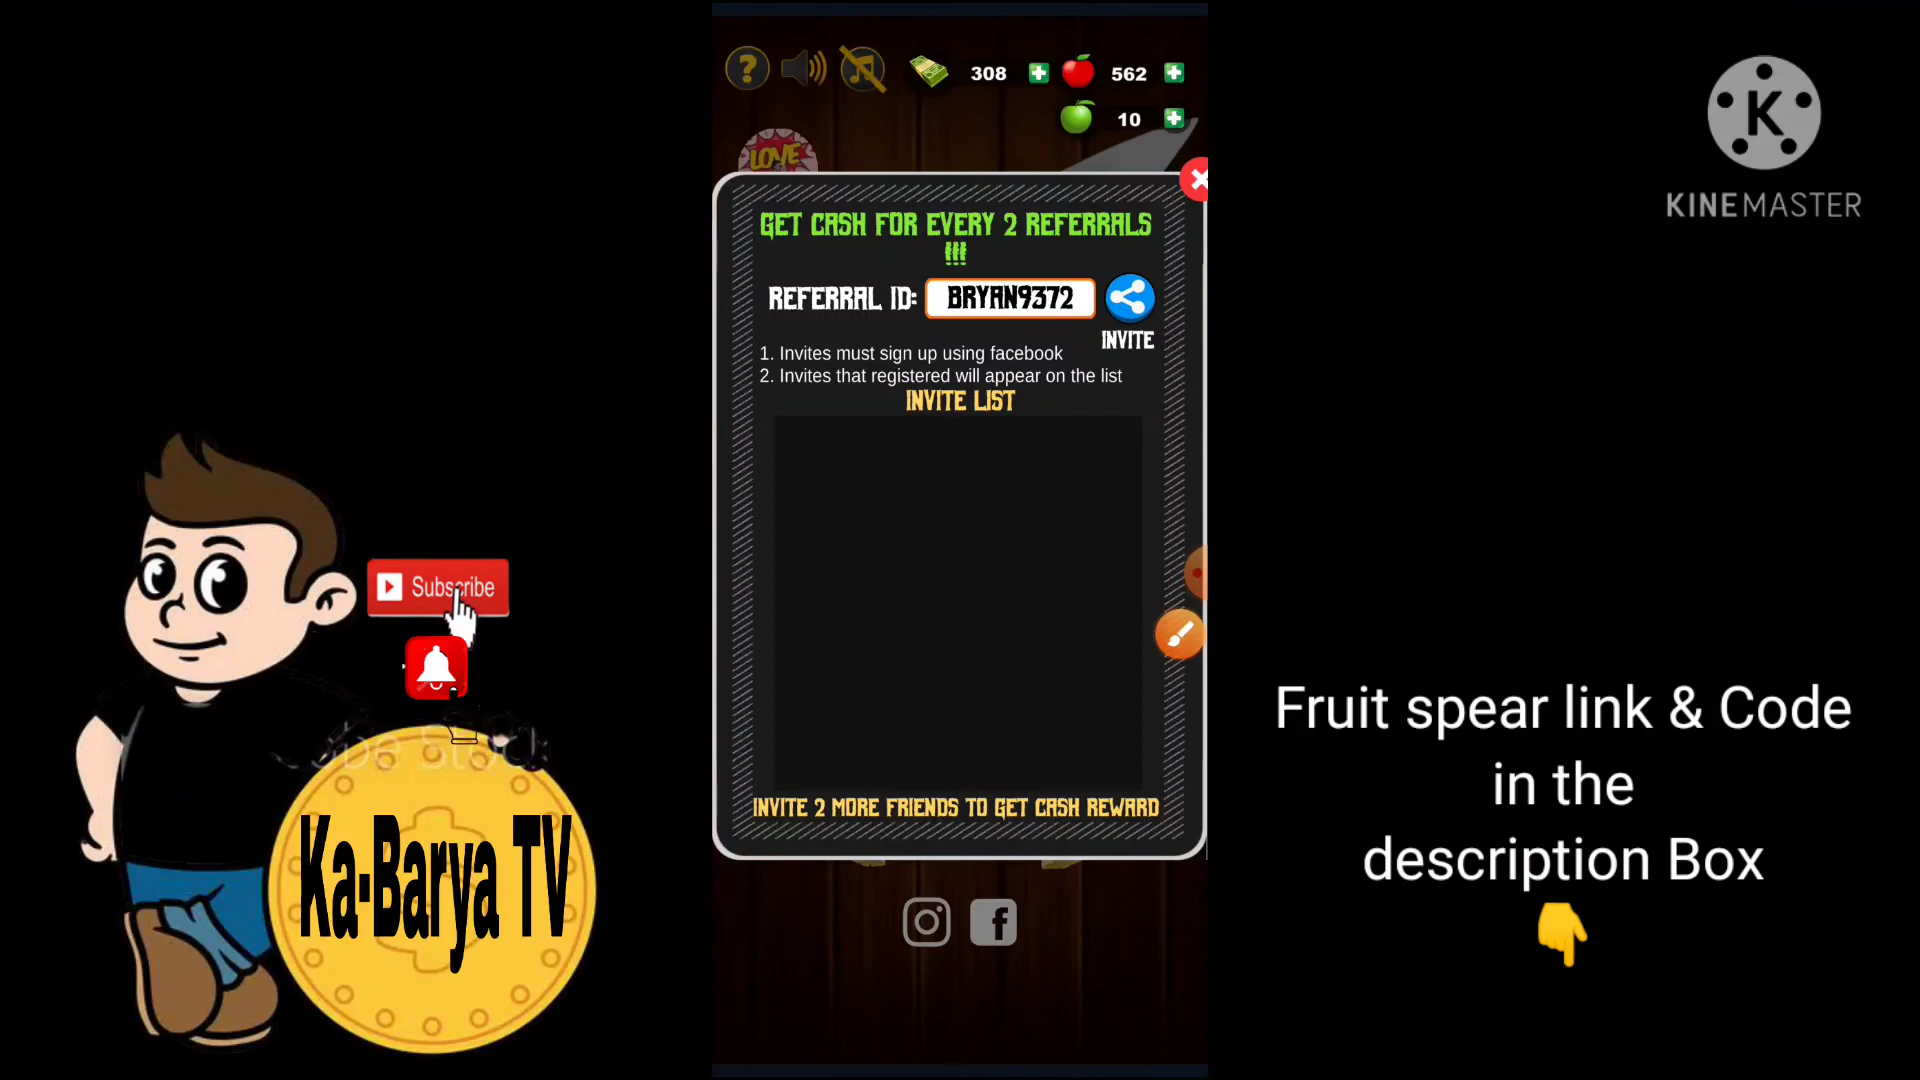 308
562
10
LOVE
GET CASH FOR EVERY 2 REFERRALS
!!!
REFERRAL ID: BRYAN9372
INVITE
1. Invites must sign up using facebook
2. Invites that registered will appear on the list
INVITE LIST
INVITE 2 MORE FRIENDS TO GET CASH REWARD
K
KINEMASTER
Subscribe
Ka-Barya TV
Fruit spear link & Code
in the
description Box
👇